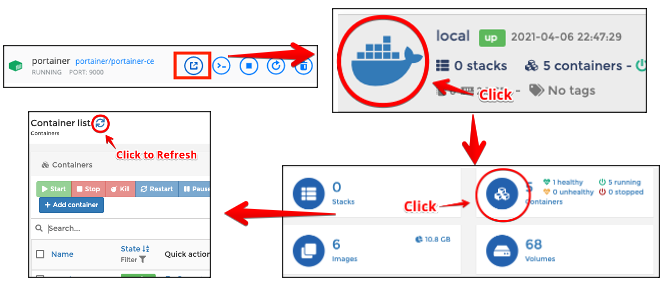 portainer portainer/portainer-ce
RUNNING PORT: 9000
local up 2021-04-06 22:47:29
0 stacks 5 containers -
Click
No tags
0 Stacks
5 Containers
1 healthy 5 running
0 unhealthy 0 stopped
Click
6 Images
10.8 GB
68 Volumes
Container list
Containers
Click to Refresh
Containers
Start Stop Kill Restart Pause
+ Add container
Search...
Name State Filter Quick action